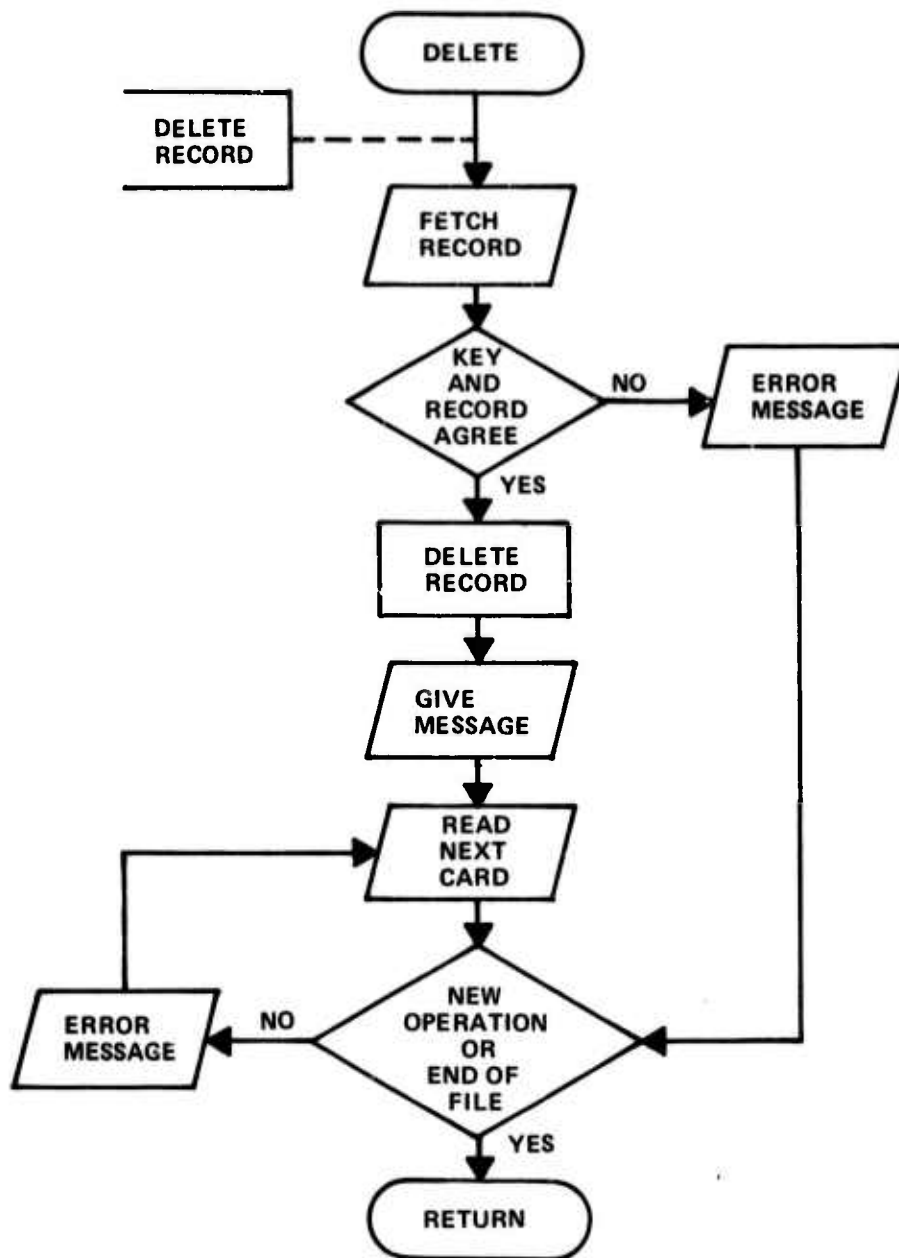 DELETE
DELETE
RECORD
FETCH
RECORD
KEY
AND
RECORD
AGREE
NO
ERROR
MESSAGE
YES
DELETE
RECORD
GIVE
MESSAGE
READ
NEXT
CARD
NEW
OPERATION
OR
END OF
FILE
NO
ERROR
MESSAGE
YES
RETURN